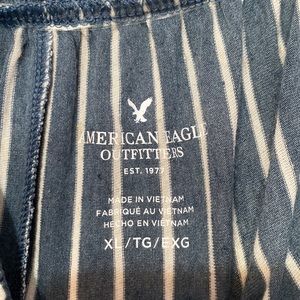 AMERICAN EAGLE
OUTFITTERS
EST. 1977
MADE IN VIETNAM
FABRIQUÉ AU VIETNAM
HECHO EN VIETNAM
XL/TG/EXG